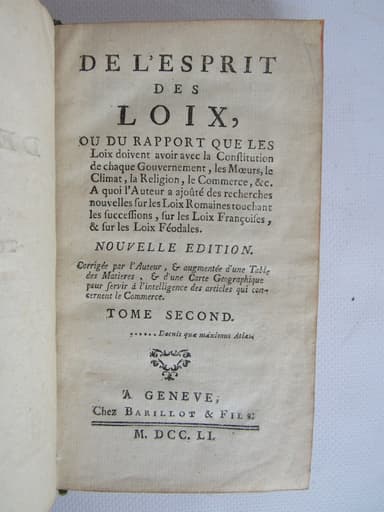 DE L'ESPRIT
DES
LOIX,
OU DU RAPPORT QUE LES
Loix doivent avoir avec la Constitution
de chaque Gouvernement, les Mœurs, le
Climat, la Religion, le Commerce, &c.
A quoi l'Auteur a ajoûté des recherches
nouvelles sur les Loix Romaines touchant
les successions, sur les Loix Françoises,
& sur les Loix Féodales.
NOUVELLE EDITION.
Corrigée par l'Auteur, & augmentée d'une Table
des Matieres, & d'une Carte Géographique
pour servir à l'intelligence des articles qui con-
cernent le Commerce.
TOME SECOND.
...... Docuit quæ maximus Atlas.
A GENEVE,
Chez BARILLOT & FILS.
M. DCC. LI.